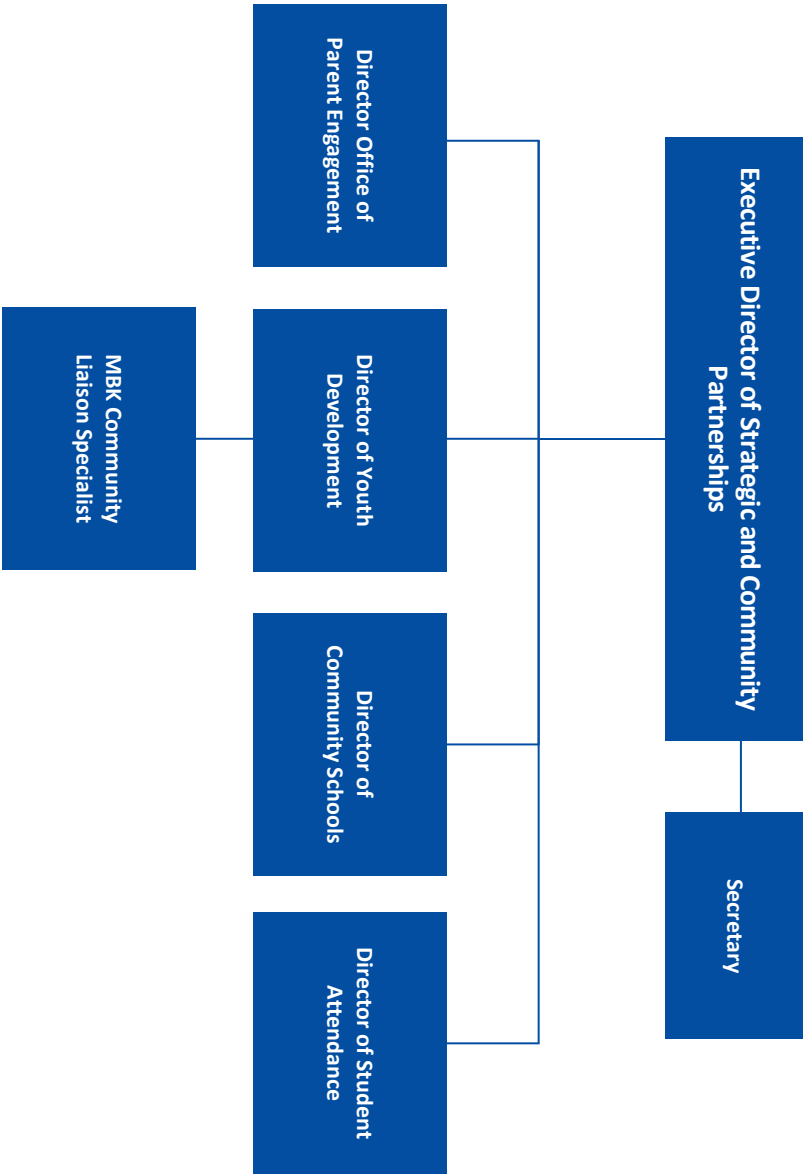 Executive Director of Strategic and Community
Partnerships
Secretary
Director Office of
Parent Engagement
Director of Youth
Development
Director of
Community Schools
Director of Student
Attendance
MBK Community
Liaison Specialist